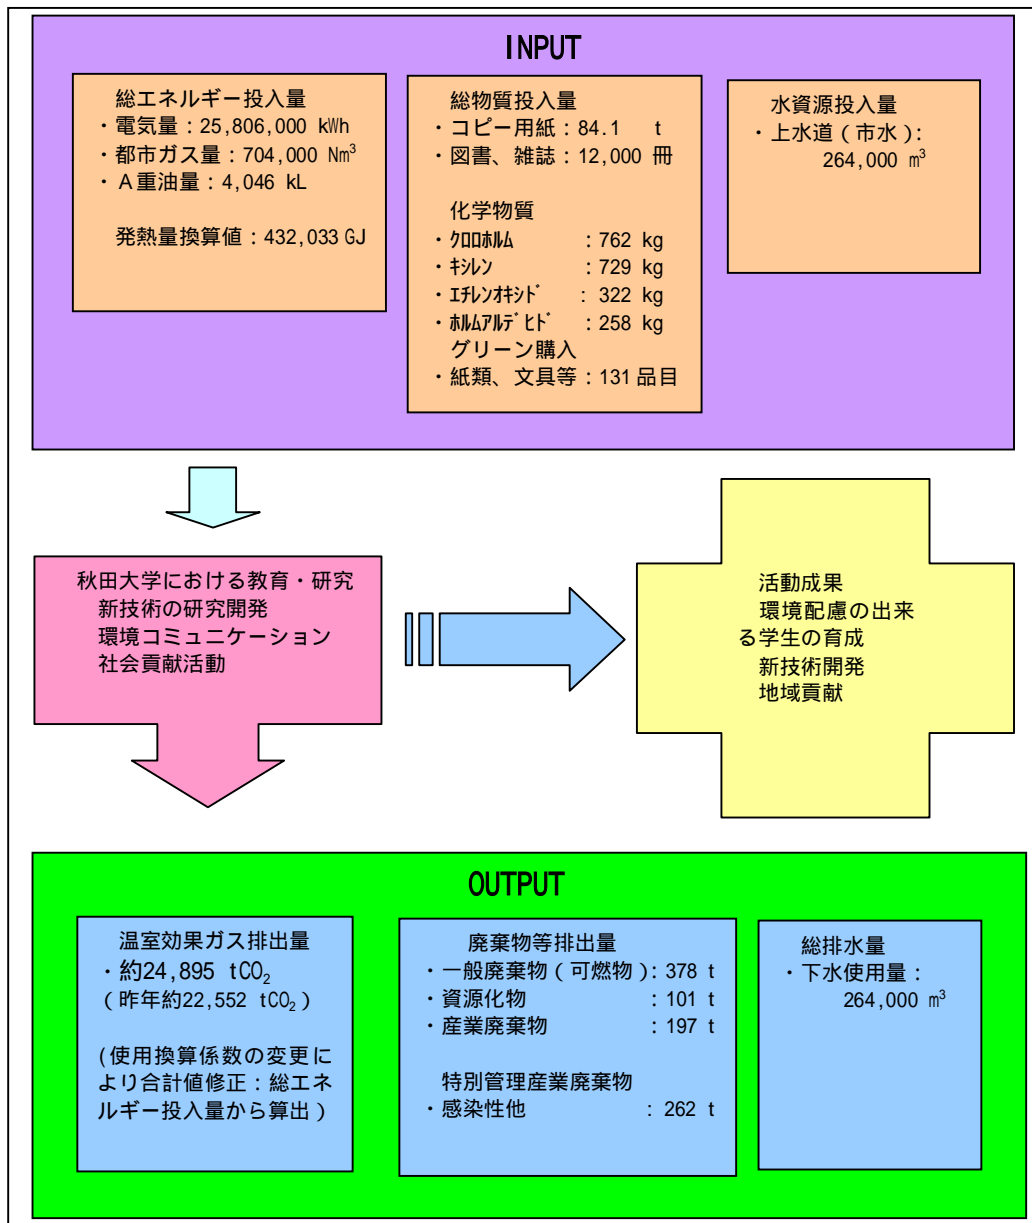 INPUT
総エネルギー投入量
・電気量：25,806,000 kWh
・都市ガス量：704,000 Nm³
・Ａ重油量：4,046 kL
発熱量換算値：432,033 GJ
総物質投入量
・コピー用紙：84.1 t
・図書、雑誌：12,000 冊
化学物質
・ｸﾛﾛﾎﾙﾑ ：762 kg
・ｷｼﾚﾝ ：729 kg
・ｴﾁﾚﾝｵｷｼﾄﾞ ： 322 kg
・ﾎﾙﾑｱﾙﾃﾞﾋﾄﾞ ：258 kg
グリーン購入
・紙類、文具等：131 品目
水資源投入量
・上水道（市水）：
264,000 m³
秋田大学における教育・研究
新技術の研究開発
環境コミュニケーション
社会貢献活動
活動成果
環境配慮の出来
る学生の育成
新技術開発
地域貢献
OUTPUT
温室効果ガス排出量
・約24,895 tCO₂
（昨年約22,552 tCO₂）
(使用換算係数の変更に
より合計値修正：総エネ
ルギー投入量から算出）
廃棄物等排出量
・一般廃棄物（可燃物）：378 t
・資源化物 ：101 t
・産業廃棄物 ：197 t
特別管理産業廃棄物
・感染性他 ：262 t
総排水量
・下水使用量：
264,000 m³